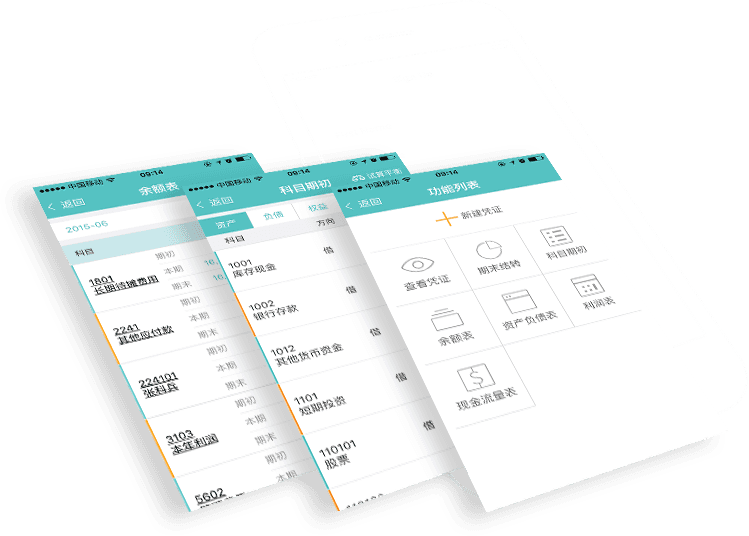 中国移动 09:14
返回 余额表
2015-06
科目
1801 期初
长期待摊费用 本期 16,
期末 16,
2241 期初
其他应付款 本期
期末
224101 期初
张科兵 本期
期末
3103 期初
本年利润 本期
期末
5602 期初
本期
中国移动 09:14
返回 科目期初 试算平衡
资产 负债 权益
科目 方向
1001 借
库存现金
1002 借
银行存款
1012 借
其他货币资金
1101 借
短期投资
110101 借
股票
中国移动 09:14
返回 功能列表
新建凭证
查看凭证 期末结转 科目期初
余额表 资产负债表 利润表
现金流量表